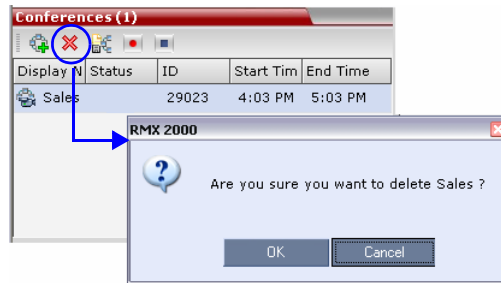 Conferences (1)
Display N Status ID Start Tim End Time
Sales 29023 4:03 PM 5:03 PM
RMX 2000
Are you sure you want to delete Sales ?
OK Cancel